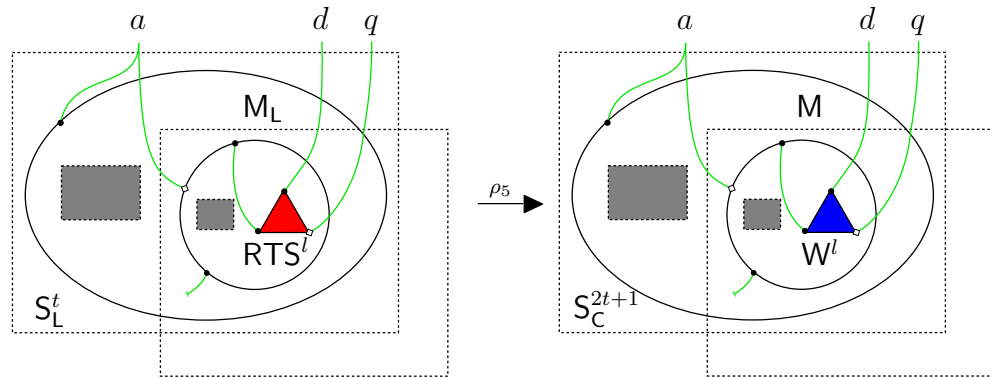 a d q a d q
M_L M
ρ_5
RTS^l W^l
S_L^t S_C^{2t+1}